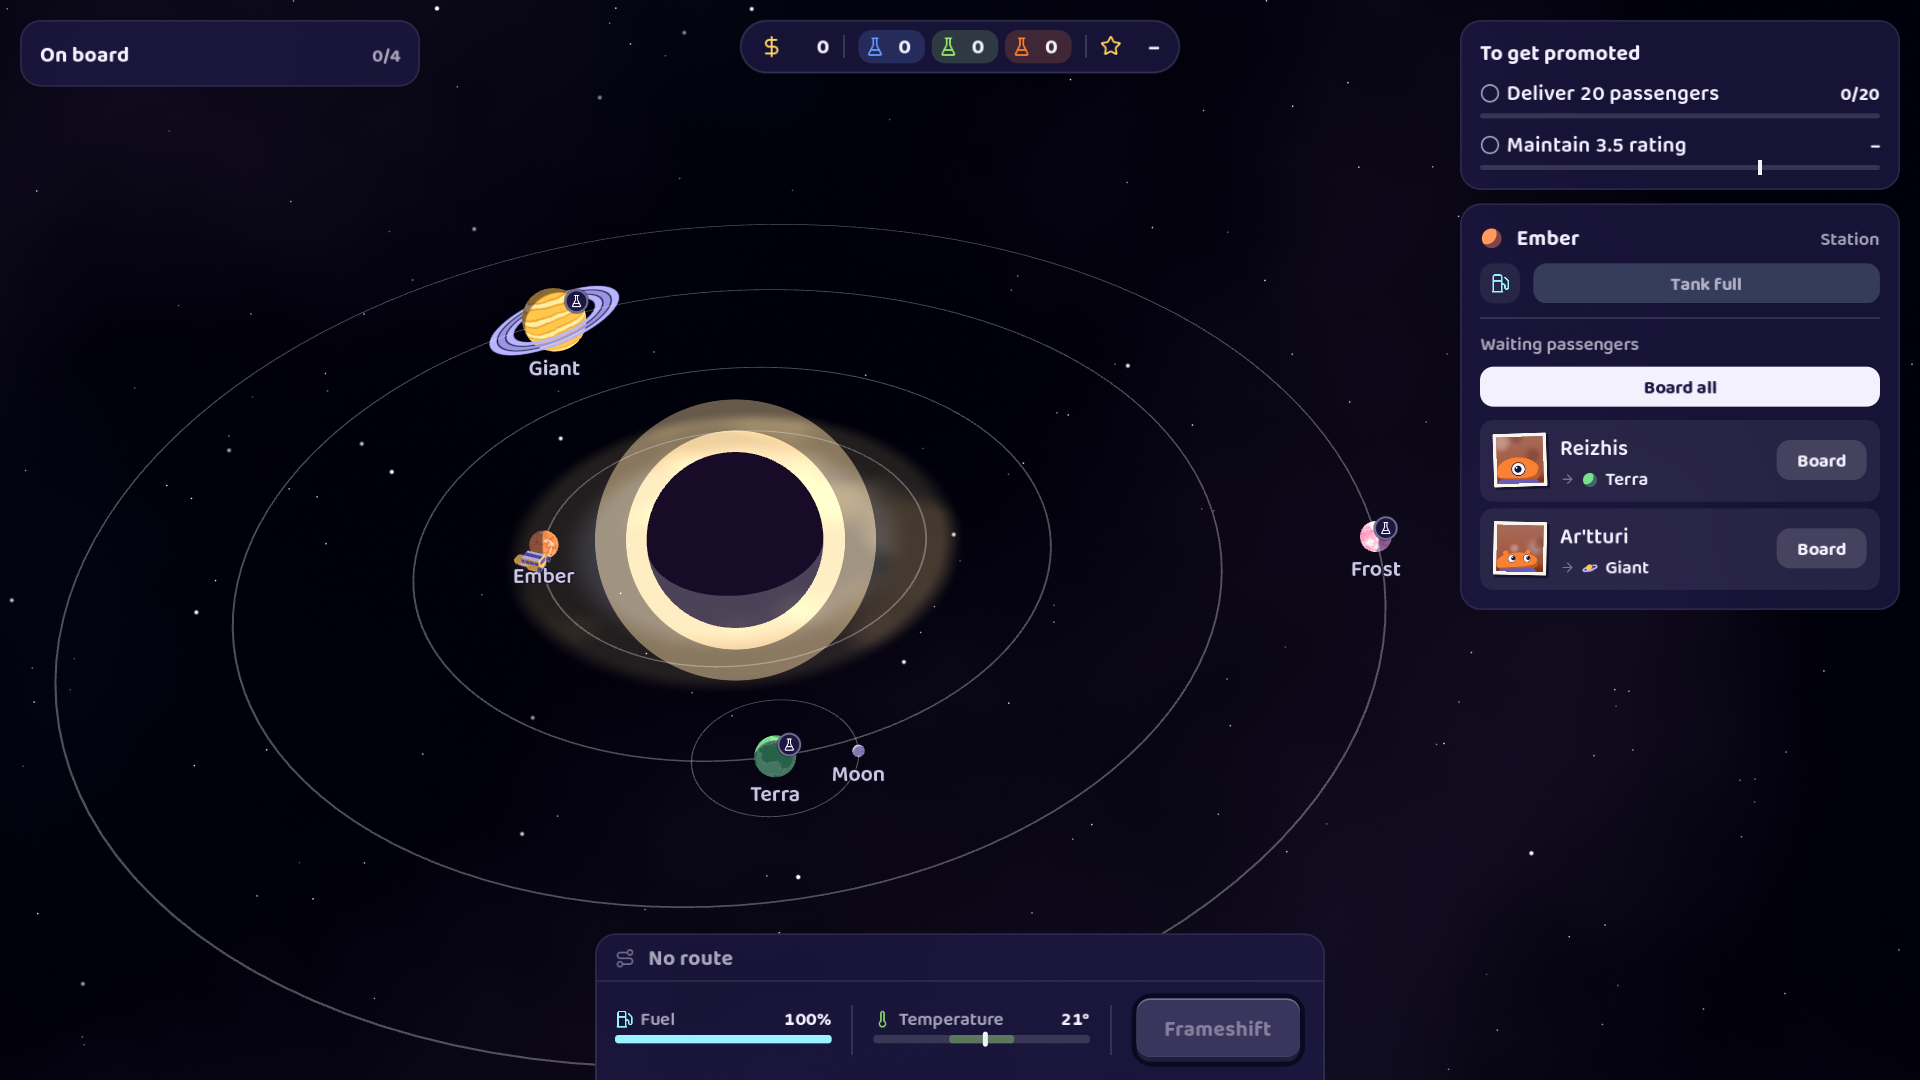 On board 0/4
$ 0 0 0 0 –
To get promoted
Deliver 20 passengers 0/20
Maintain 3.5 rating –
Ember Station
Tank full
Waiting passengers
Board all
Reizhis
→ Terra
Board
Ar'tturi
→ Giant
Board
Giant
Ember
Frost
Terra
Moon
No route
Fuel 100%
Temperature 21°
Frameshift